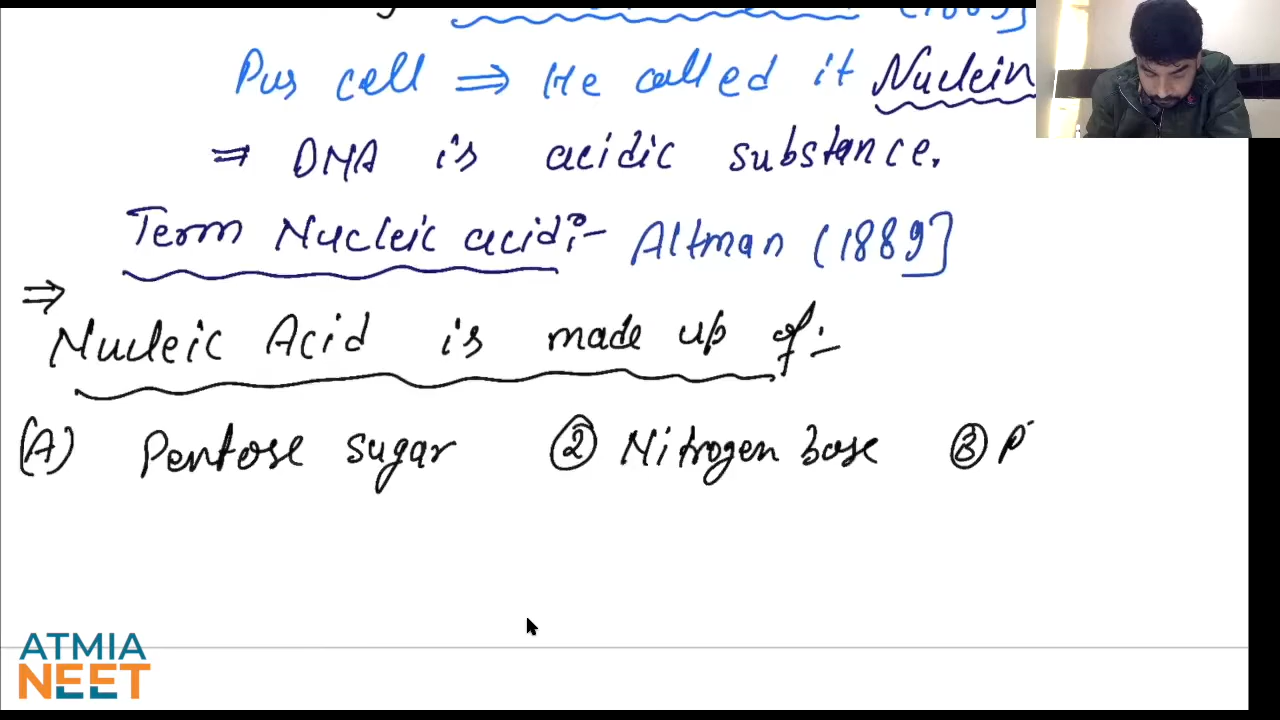 Pus cell ⇒ He called it Nuclein
⇒ DNA is acidic substance.
Term Nucleic acid:- Altman (1889]
⇒
Nucleic Acid is made up of:-
(A) Pentose sugar ② Nitrogen base ③ P
ATMIA
NEET